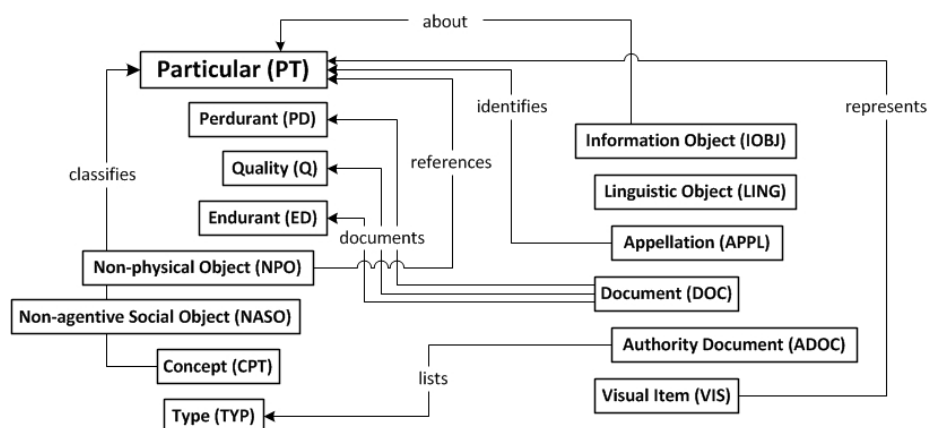 about
Particular (PT)
identifies
represents
Perdurant (PD)
Information Object (IOBJ)
references
Quality (Q)
classifies
Linguistic Object (LING)
Endurant (ED)
documents
Appellation (APPL)
Non-physical Object (NPO)
Document (DOC)
Non-agentive Social Object (NASO)
Authority Document (ADOC)
Concept (CPT)
lists
Visual Item (VIS)
Type (TYP)